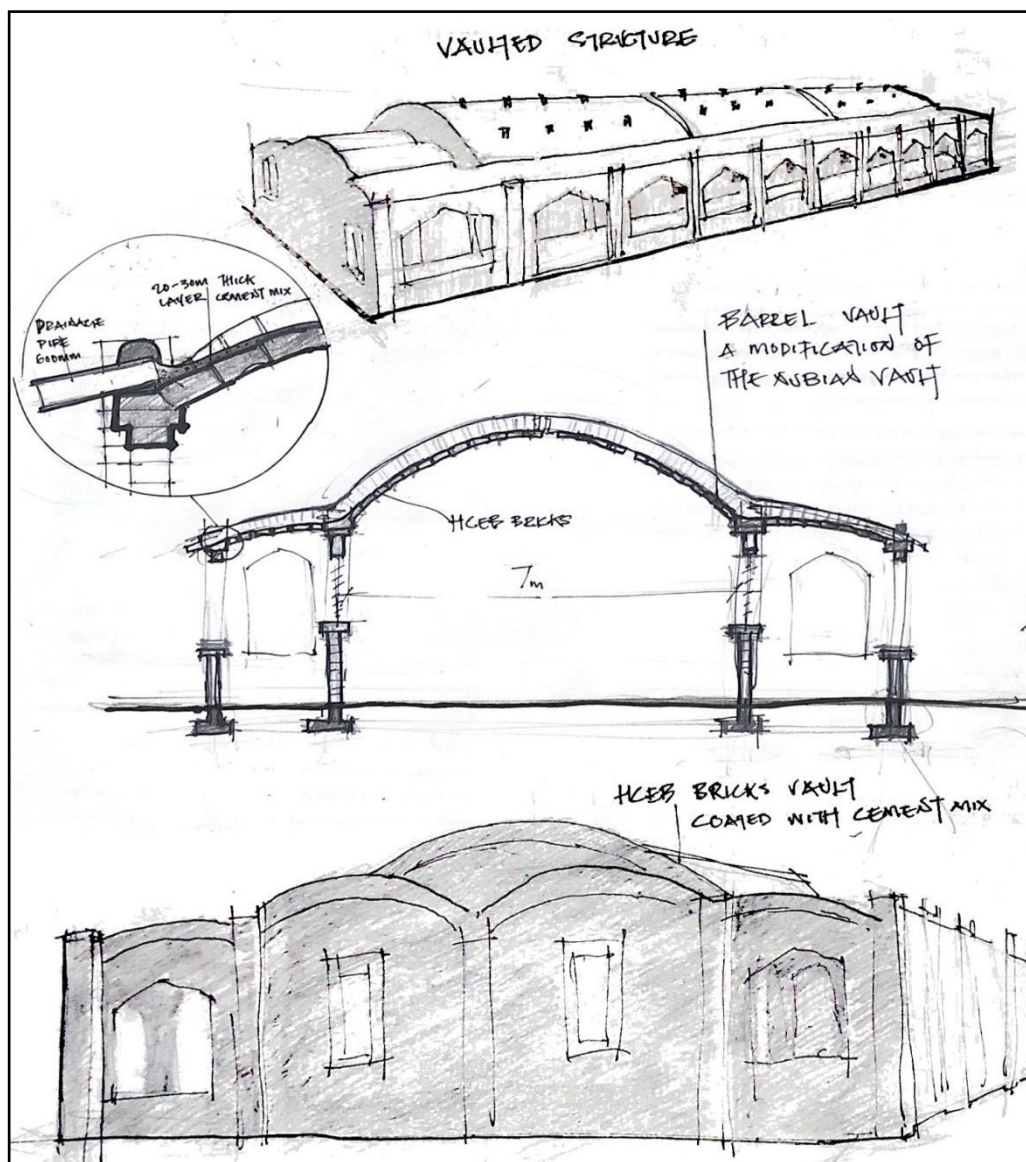 VAULTED STRUCTURE
20-30M THICK
LAYER CEMENT MIX
DRAINAGE
PIPE
600mm
BARREL VAULT
A MODIFICATION OF
THE NUBIAN VAULT
HCEB BRICKS
7m
HCEB BRICKS VAULT
COATED WITH CEMENT MIX